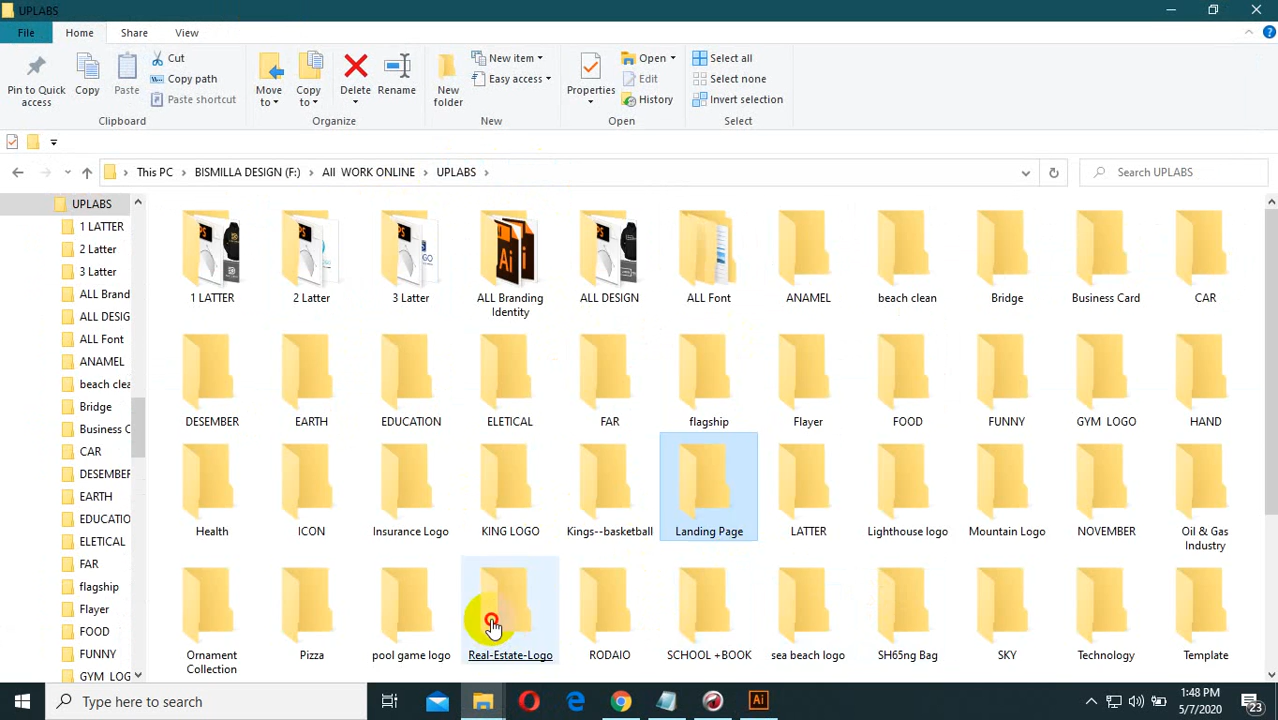 UPLABS
File Home Share View
Pin to Quick access
Copy
Paste
Cut
Copy path
Paste shortcut
Clipboard
Move to
Copy to
Delete
Rename
Organize
New folder
New item
Easy access
New
Properties
Open
Edit
History
Open
Select all
Select none
Invert selection
Select
This PC BISMILLA DESIGN (F:) All WORK ONLINE UPLABS
Search UPLABS
UPLABS
1 LATTER
2 Latter
3 Latter
ALL Brand
ALL DESIG
ALL Font
ANAMEL
beach clea
Bridge
Business C
CAR
DESEMBER
EARTH
EDUCATIO
ELETICAL
FAR
flagship
Flayer
FOOD
FUNNY
GYM LOG
1 LATTER 2 Latter 3 Latter ALL Branding Identity ALL DESIGN ALL Font ANAMEL beach clean Bridge Business Card CAR
DESEMBER EARTH EDUCATION ELETICAL FAR flagship Flayer FOOD FUNNY GYM LOGO HAND
Health ICON Insurance Logo KING LOGO Kings--basketball Landing Page LATTER Lighthouse logo Mountain Logo NOVEMBER Oil & Gas Industry
Ornament Collection Pizza pool game logo Real-Estate-Logo RODAIO SCHOOL +BOOK sea beach logo SH65ng Bag SKY Technology Template
Type here to search
1:48 PM
5/7/2020
23